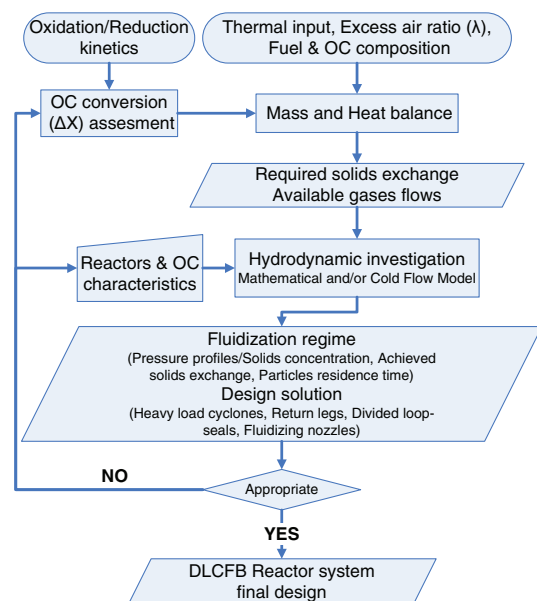 Oxidation/Reduction
kinetics
Thermal input, Excess air ratio (λ),
Fuel & OC composition
OC conversion
(ΔX) assesment
Mass and Heat balance
Required solids exchange
Available gases flows
Reactors & OC
characteristics
Hydrodynamic investigation
Mathematical and/or Cold Flow Model
Fluidization regime
(Pressure profiles/Solids concentration, Achieved
solids exchange, Particles residence time)
Design solution
(Heavy load cyclones, Return legs, Divided loop-
seals, Fluidizing nozzles)
NO
Appropriate
YES
DLCFB Reactor system
final design